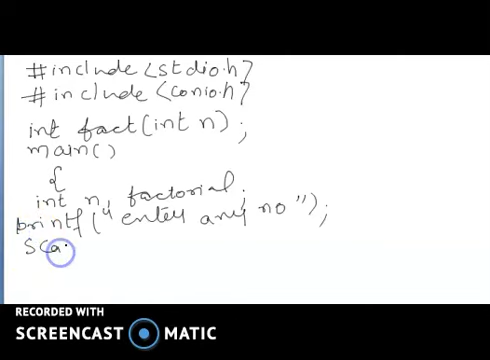 #include <stdio.h>
#include <conio.h>
int fact(int n);
main()
{
int n, factorial;
printf("enter any no");
sca
RECORDED WITH
SCREENCAST MATIC